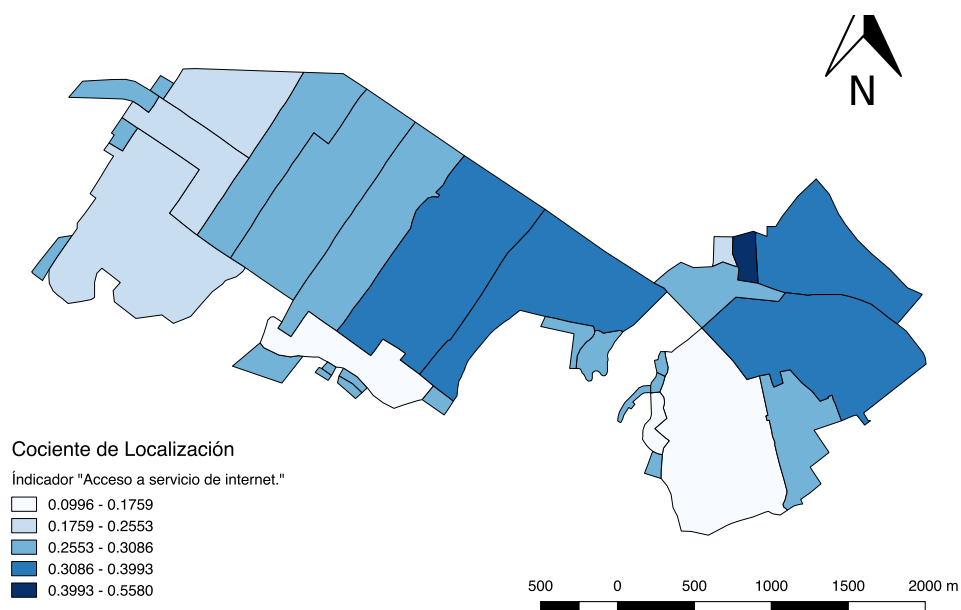 N
Cociente de Localización
Índicador "Acceso a servicio de internet."
0.0996 - 0.1759
0.1759 - 0.2553
0.2553 - 0.3086
0.3086 - 0.3993
0.3993 - 0.5580
500 0 500 1000 1500 2000 m